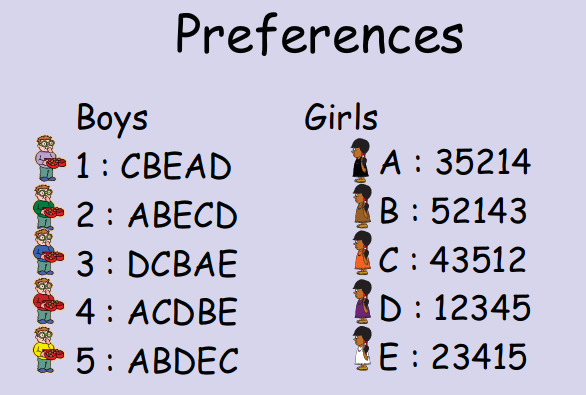 Preferences
Boys
1 : CBEAD
2 : ABECD
3 : DCBAE
4 : ACDBE
5 : ABDEC
Girls
A : 35214
B : 52143
C : 43512
D : 12345
E : 23415